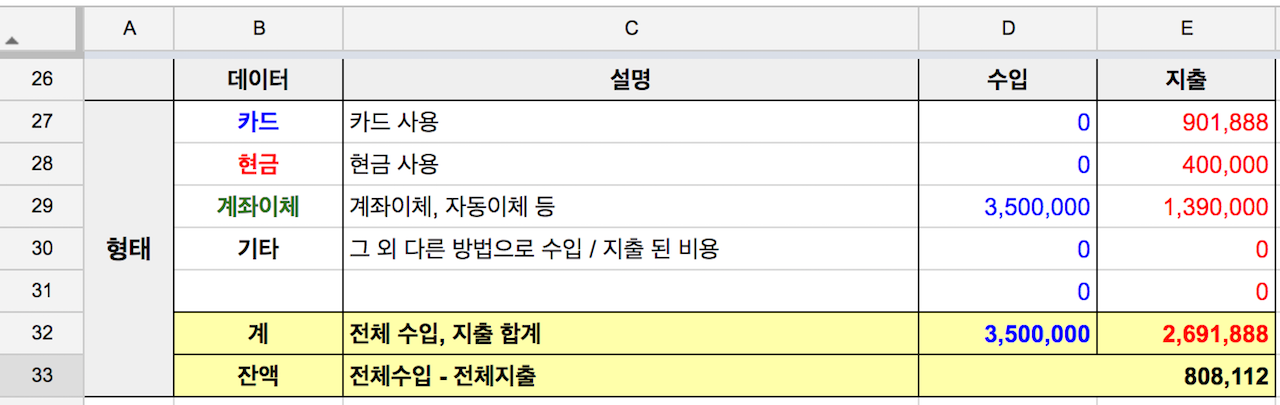 A B C D E
26 데이터 설명 수입 지출
27 카드 카드 사용 0 901,888
28 현금 현금 사용 0 400,000
29 계좌이체 계좌이체, 자동이체 등 3,500,000 1,390,000
30 형태 기타 그 외 다른 방법으로 수입 / 지출 된 비용 0 0
31 0 0
32 계 전체 수입, 지출 합계 3,500,000 2,691,888
33 잔액 전체수입 - 전체지출 808,112